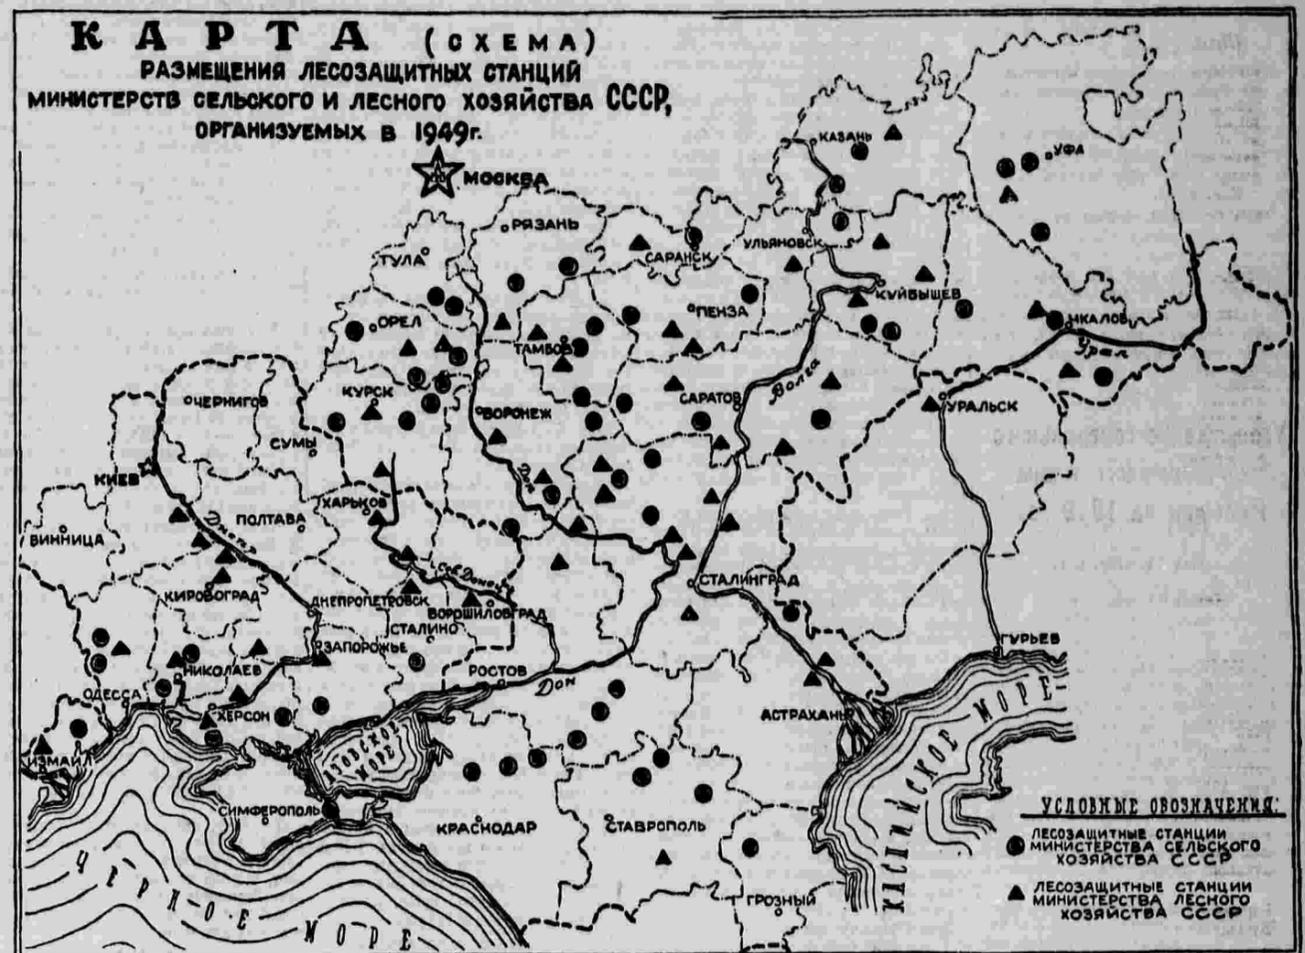 КАРТА (СХЕМА)
РАЗМЕЩЕНИЯ ЛЕСОЗАЩИТНЫХ СТАНЦИЙ
МИНИСТЕРСТВ СЕЛЬСКОГО И ЛЕСНОГО ХОЗЯЙСТВА СССР,
ОРГАНИЗУЕМЫХ В 1949г.
МОСКВА
КАЗАНЬ
УФА
РЯЗАНЬ
УЛЬЯНОВСК
ТУЛА
САРАНСК
КУЙБЫШЕВ
ПЕНЗА
ОРЕЛ
ЧКАЛОВ
ТАМБОВ
Урал
Волга
КУРСК
САРАТОВ
ЧЕРНИГОВ
ВОРОНЕЖ
УРАЛЬСК
СУМЫ
КИЕВ
Дон
ХАРЬКОВ
ПОЛТАВА
Днепр
ВИННИЦА
Сев. Донец
СТАЛИНГРАД
КИРОВОГРАД
ДНЕПРОПЕТРОВСК
ВОРОШИЛОВГРАД
СТАЛИНО
ГУРЬЕВ
ЗАПОРОЖЬЕ
НИКОЛАЕВ
РОСТОВ
Дон
ОДЕССА
ХЕРСОН
АСТРАХАНЬ
ИЗМАИЛ
АЗОВСКОЕ
МОРЕ
КАСПИЙСКОЕ МОРЕ
СИМФЕРОПОЛЬ
КРАСНОДАР
СТАВРОПОЛЬ
ГРОЗНЫЙ
ЧЕРНОЕ МОРЕ
УСЛОВНЫЕ ОБОЗНАЧЕНИЯ:
ЛЕСОЗАЩИТНЫЕ СТАНЦИИ
МИНИСТЕРСТВА СЕЛЬСКОГО
ХОЗЯЙСТВА СССР
ЛЕСОЗАЩИТНЫЕ СТАНЦИИ
МИНИСТЕРСТВА ЛЕСНОГО
ХОЗЯЙСТВА СССР